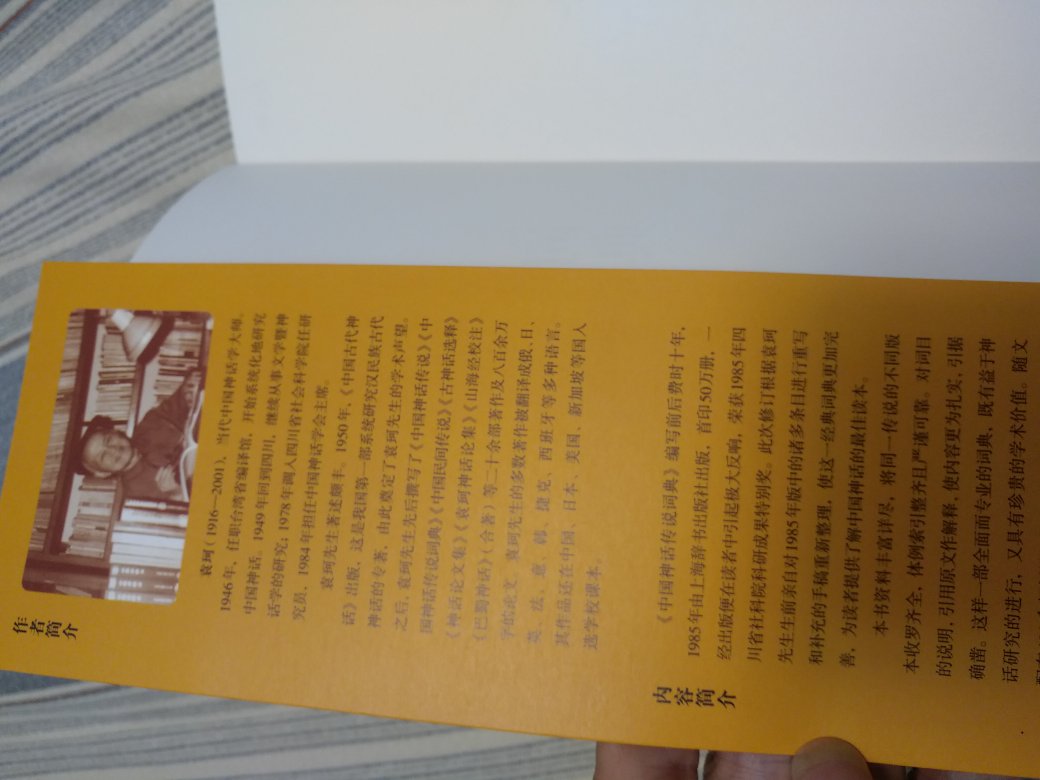 作者简介
袁珂（1916—2001），当代中国神话学大师。
1946年，任职台湾省编译馆，开始系统化地研究
中国神话。1949年回到四川，继续从事文学暨神
话学的研究；1978年调入四川省社会科学院任研
究员，1984年担任中国神话学会主席。
袁珂先生著述颇丰。1950年，《中国古代神
话》出版，这是我国第一部系统研究汉民族古代
神话的专著，由此奠定了袁珂先生的学术声望。
之后，袁珂先生先后撰写了《中国神话传说》《中
国神话传说词典》《中国民间传说》《古神话选释》
《神话论文集》《袁珂神话论集》《山海经校注》
《巴蜀神话》（合著）等二十余部著作及八百余万
字的论文。袁珂先生的多数著作被翻译成俄、日、
英、法、意、韩、捷克、西班牙等多种语言。
其作品还在中国、日本、美国、新加坡等国入
选学校课本。
内容简介
《中国神话传说词典》编写前后费时十年，
1985年由上海辞书出版社出版，首印50万册，一
经出版便在读者中引起极大反响，荣获1985年四
川省社科院科研成果特别奖。此次修订根据袁珂
先生生前亲自对1985年版中的诸多条目进行重写
和补充的手稿重新整理，使这一经典词典更加完
善，为读者提供了解中国神话的最佳读本。
本书资料丰富详尽，将同一传说的不同版
本收罗齐全，体例索引整齐且严谨可靠。对词目
的说明，引用原文作解释，使内容更为扎实，引据
确凿。这样一部全面而专业的词典，既有益于神
话研究的进行，又具有珍贵的学术价值。随文